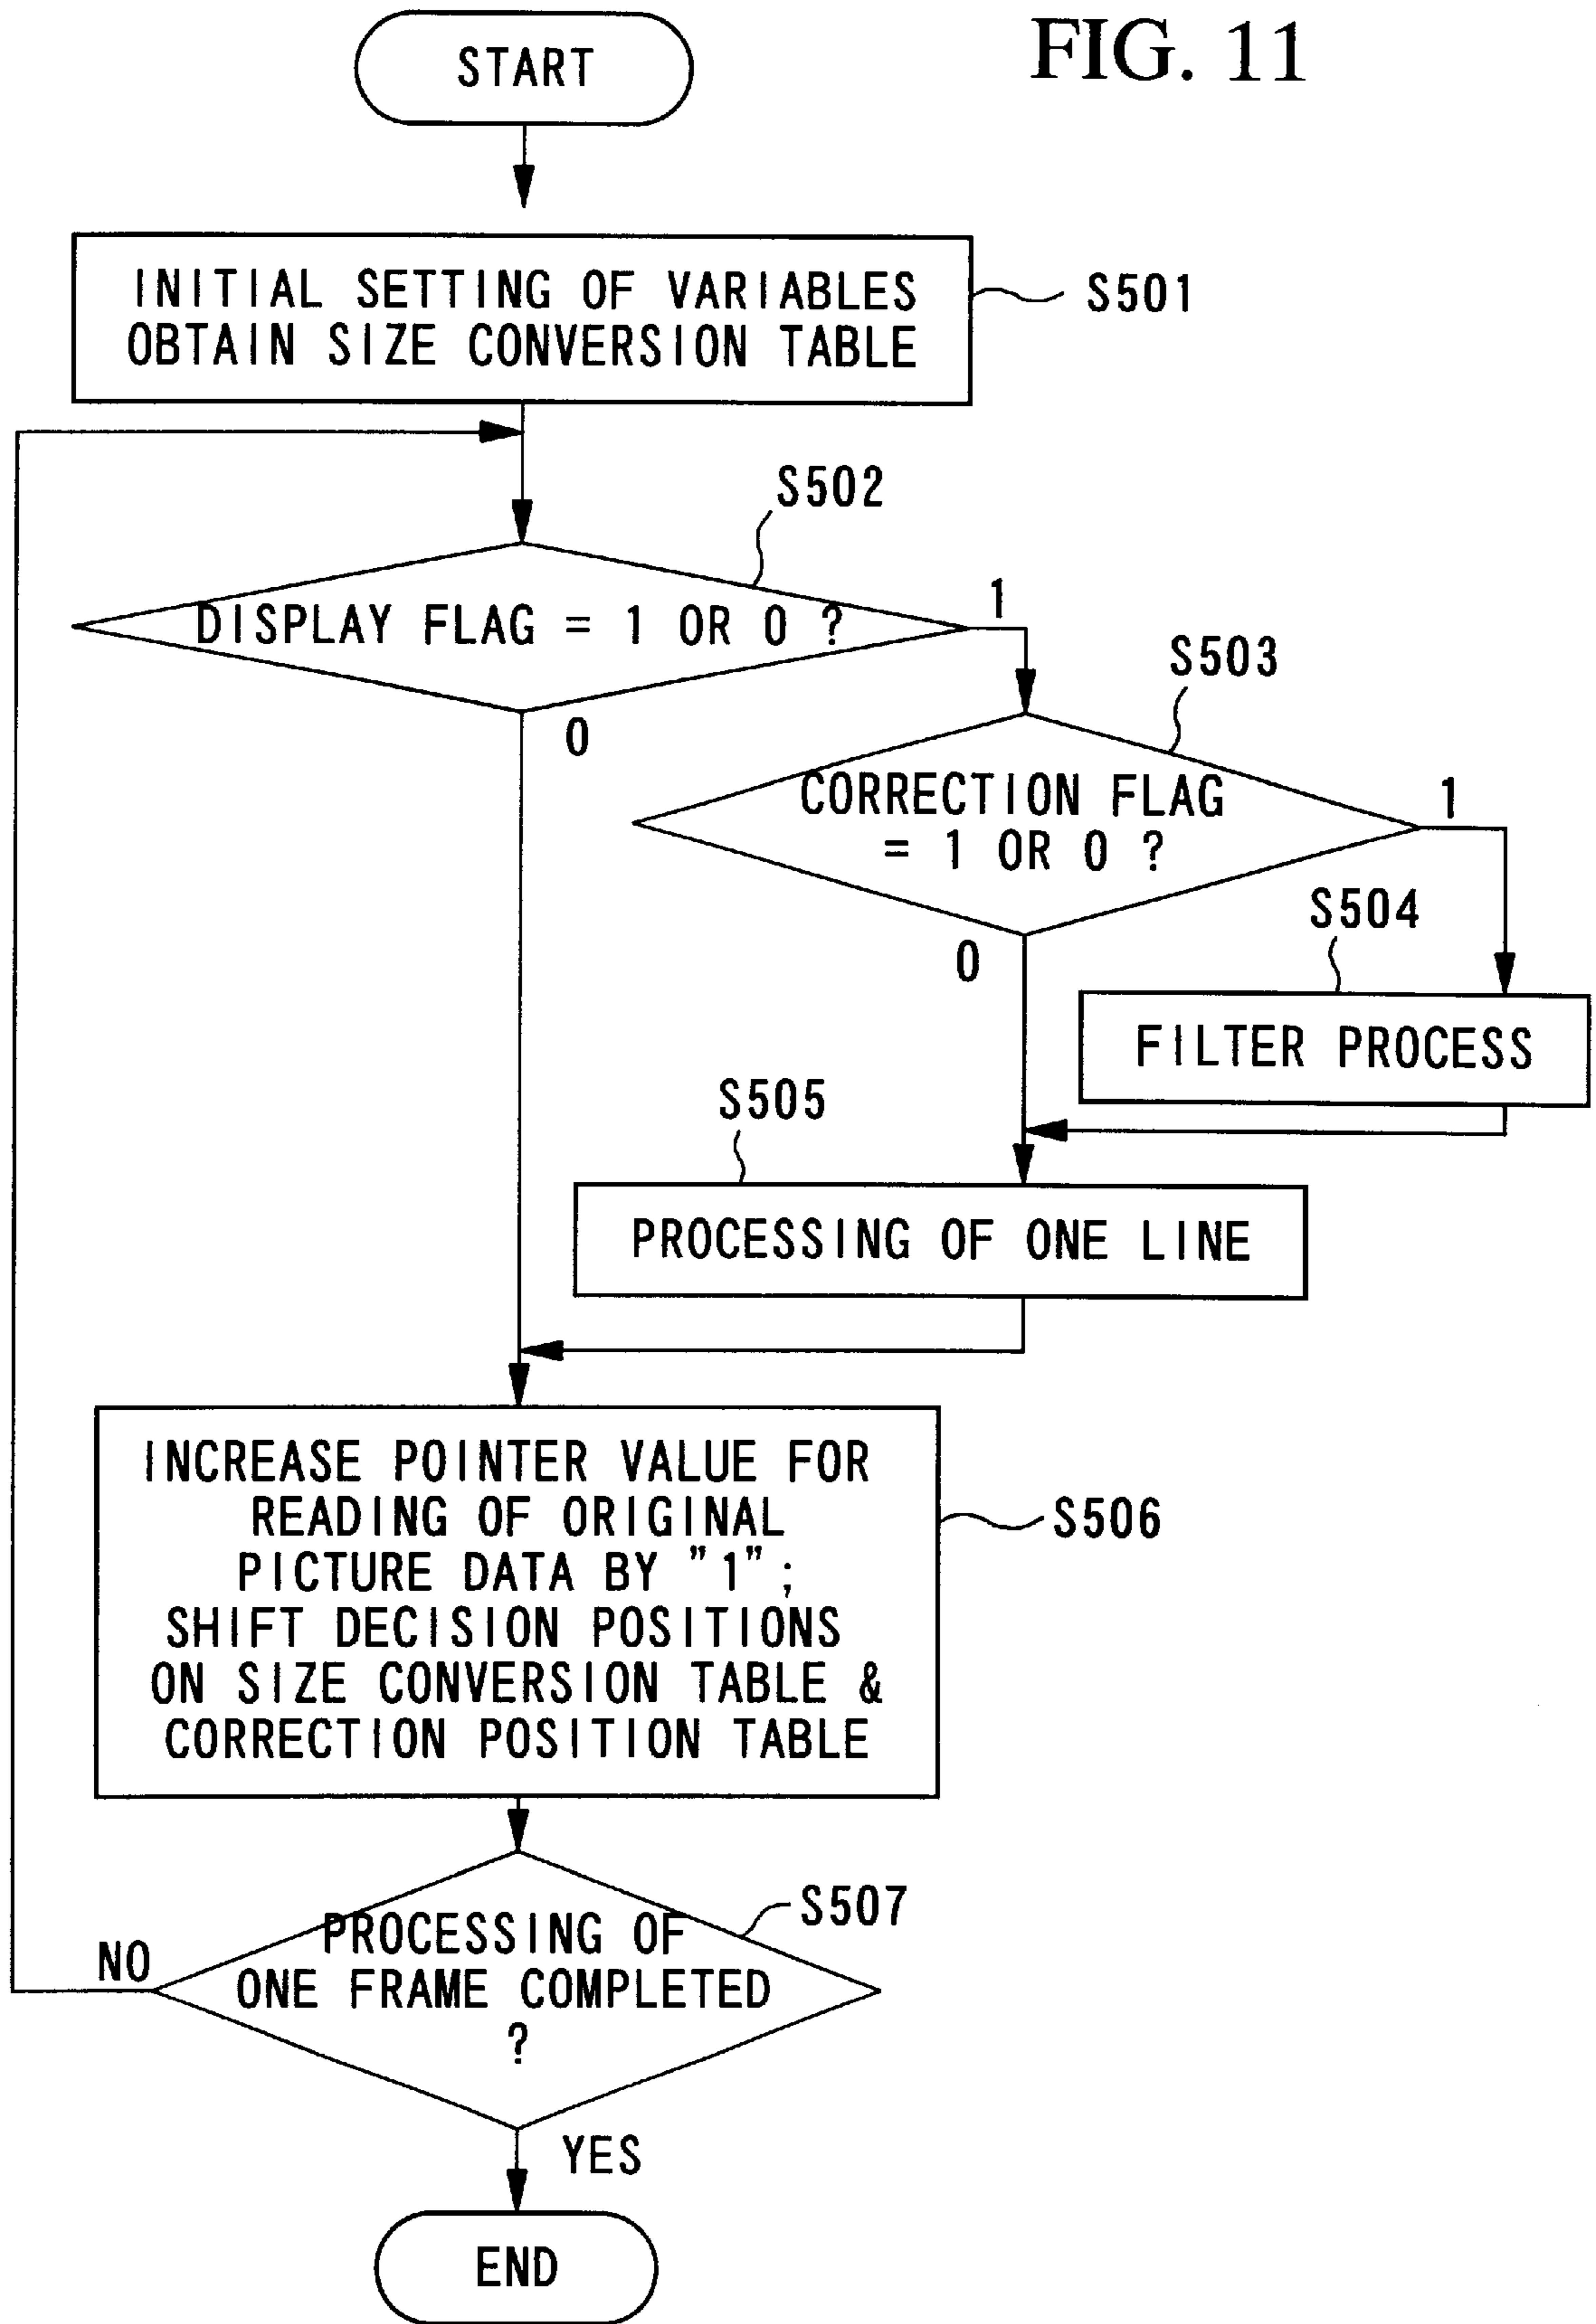 FIG. 11
START
INITIAL SETTING OF VARIABLES
OBTAIN SIZE CONVERSION TABLE
S501
S502
DISPLAY FLAG = 1 OR 0 ?
1
0
S503
CORRECTION FLAG
= 1 OR 0 ?
1
0
S504
FILTER PROCESS
S505
PROCESSING OF ONE LINE
INCREASE POINTER VALUE FOR
READING OF ORIGINAL
PICTURE DATA BY "1";
SHIFT DECISION POSITIONS
ON SIZE CONVERSION TABLE &
CORRECTION POSITION TABLE
S506
S507
PROCESSING OF
ONE FRAME COMPLETED
?
NO
YES
END